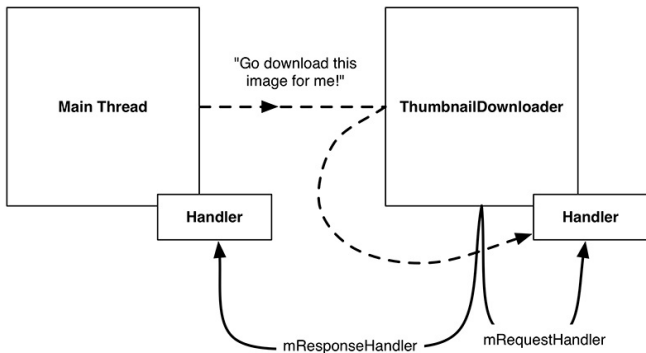 "Go download this
image for me!"
Main Thread
ThumbnailDownloader
Handler
Handler
mResponseHandler
mRequestHandler